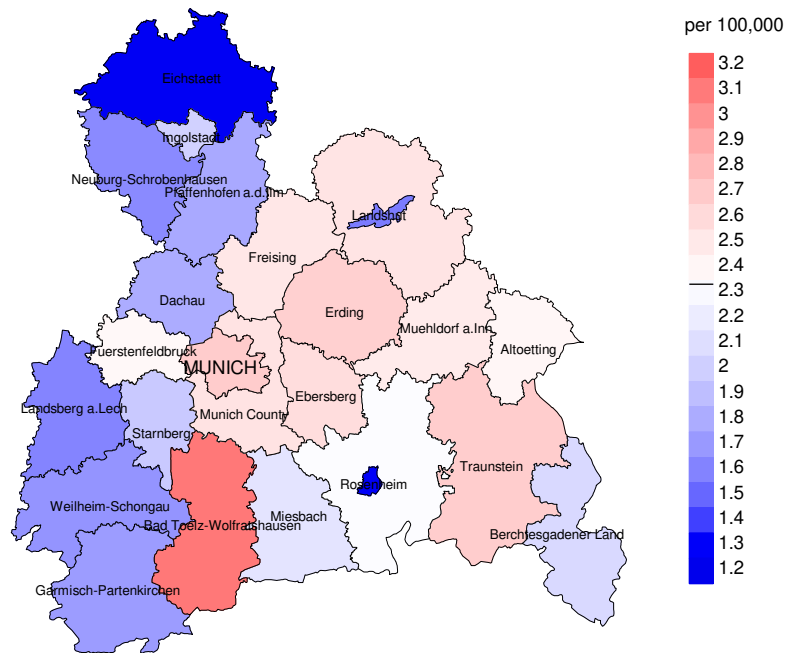 per 100,000
3.2
3.1
3
2.9
2.8
2.7
2.6
2.5
2.4
2.3
2.2
2.1
2
1.9
1.8
1.7
1.6
1.5
1.4
1.3
1.2
Eichstaett
Ingolstadt
Neuburg-Schrobenhausen
Pfaffenhofen a.d.Ilm
Landshst
Freising
Dachau
Erding
Muehldorf a.Inn
Fuerstenfeldbruck
Altoetting
MUNICH
Ebersberg
Landsberg a.Lech
Munich County
Starnberg
Traunstein
Rosenheim
Weilheim-Schongau
Miesbach
Bad Toelz-Wolfratshausen
Berchtesgadener Land
Garmisch-Partenkirchen